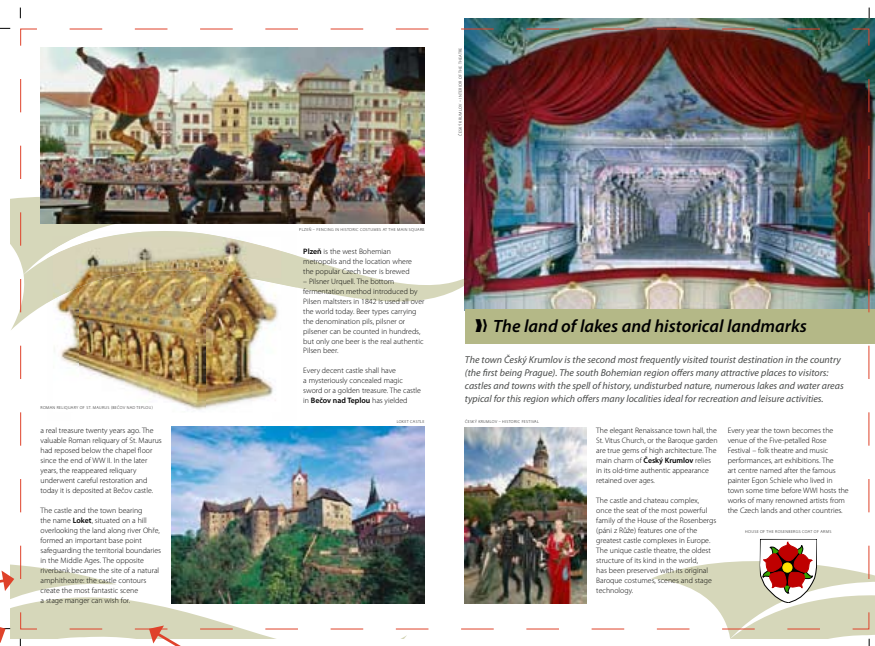 PLZEŇ – FENCING IN HISTORIC COSTUMES AT THE MAIN SQUARE
Plzeň is the west Bohemian
metropolis and the location where
the popular Czech beer is brewed
– Pilsner Urquell. The bottom
fermentation method introduced by
Pilsen maltsters in 1842 is used all over
the world today. Beer types carrying
the denomination pils, pilsner or
pilsener can be counted in hundreds,
but only one beer is the real authentic
Pilsen beer.
Every decent castle shall have
a mysteriously concealed magic
sword or a golden treasure. The castle
in Bečov nad Teplou has yielded
ROMAN RELIQUARY OF ST. MAURUS (BEČOV NAD TEPLOU)
a real treasure twenty years ago. The
valuable Roman reliquary of St. Maurus
had reposed below the chapel floor
since the end of WW II. In the later
years, the reappeared reliquary
underwent careful restoration and
today it is deposited at Bečov castle.
The castle and the town bearing
the name Loket, situated on a hill
overlooking the land along river Ohře,
formed an important base point
safeguarding the territorial boundaries
in the Middle Ages. The opposite
riverbank became the site of a natural
amphitheatre: the castle contours
create the most fantastic scene
a stage manger can wish for.
LOKET CASTLE
ČESKÝ KRUMLOV – INTERIOR OF THE THEATRE
The land of lakes and historical landmarks
The town Český Krumlov is the second most frequently visited tourist destination in the country
(the first being Prague). The south Bohemian region offers many attractive places to visitors:
castles and towns with the spell of history, undisturbed nature, numerous lakes and water areas
typical for this region which offers many localities ideal for recreation and leisure activities.
ČESKÝ KRUMLOV – HISTORIC FESTIVAL
The elegant Renaissance town hall, the
St. Vitus Church, or the Baroque garden
are true gems of high architecture. The
main charm of Český Krumlov relies
in its old-time authentic appearance
retained over ages.
The castle and chateau complex,
once the seat of the most powerful
family of the House of the Rosenbergs
(páni z Růže) features one of the
greatest castle complexes in Europe.
The unique castle theatre, the oldest
structure of its kind in the world,
has been preserved with its original
Baroque costumes, scenes and stage
technology.
Every year the town becomes the
venue of the Five-petalled Rose
Festival – folk theatre and music
performances, art exhibitions. The
art centre named after the famous
painter Egon Schiele who lived in
town some time before WWI hosts the
works of many renowned artists from
the Czech lands and other countries.
HOUSE OF THE ROSENBERGS COAT OF ARMS